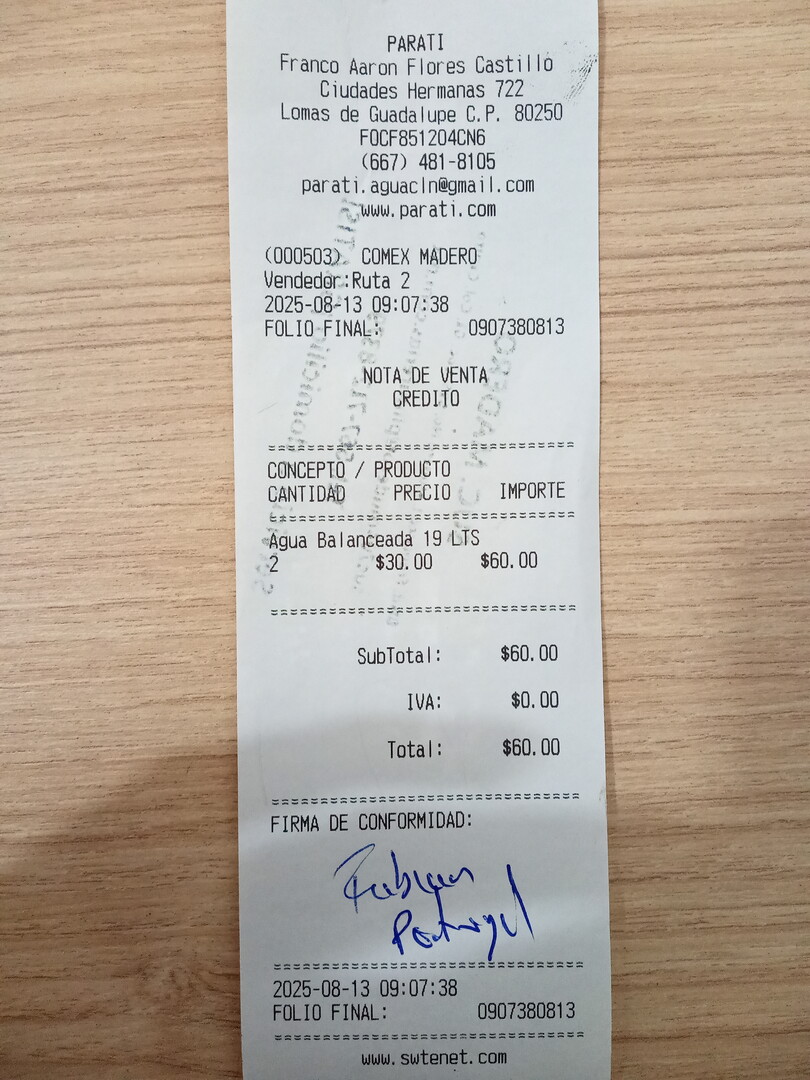 PARATI
Franco Aaron Flores Castillo
Ciudades Hermanas 722
Lomas de Guadalupe C.P. 80250
FOCF851204CN6
(667) 481-8105
parati.aguacln@gmail.com
www.parati.com
(000503) COMEX MADERO
Vendedor:Ruta 2
2025-08-13 09:07:38
FOLIO FINAL: 0907380813
NOTA DE VENTA
CREDITO
CONCEPTO / PRODUCTO
CANTIDAD PRECIO IMPORTE
Agua Balanceada 19 LTS
2 $30.00 $60.00
SubTotal: $60.00
IVA: $0.00
Total: $60.00
FIRMA DE CONFORMIDAD:
Fabian
2025-08-13 09:07:38
FOLIO FINAL: 0907380813
www.swtenet.com